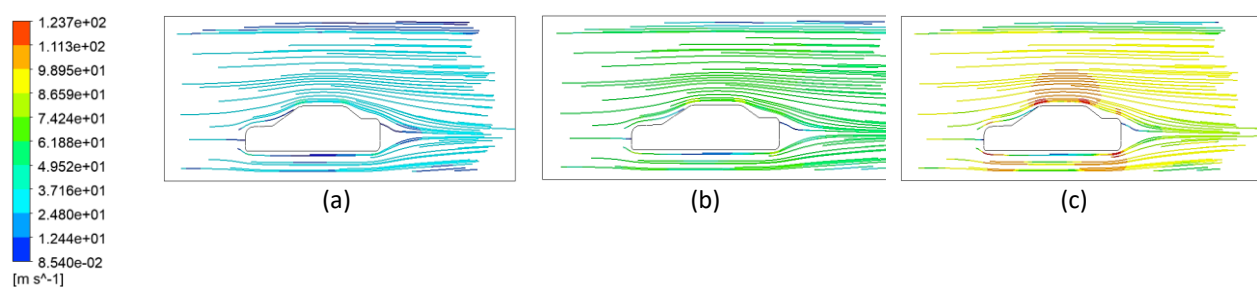 1.237e+02
1.113e+02
9.895e+01
8.659e+01
7.424e+01
6.188e+01
4.952e+01
3.716e+01
2.480e+01
1.244e+01
8.540e-02
[m s^-1]
(a)
(b)
(c)